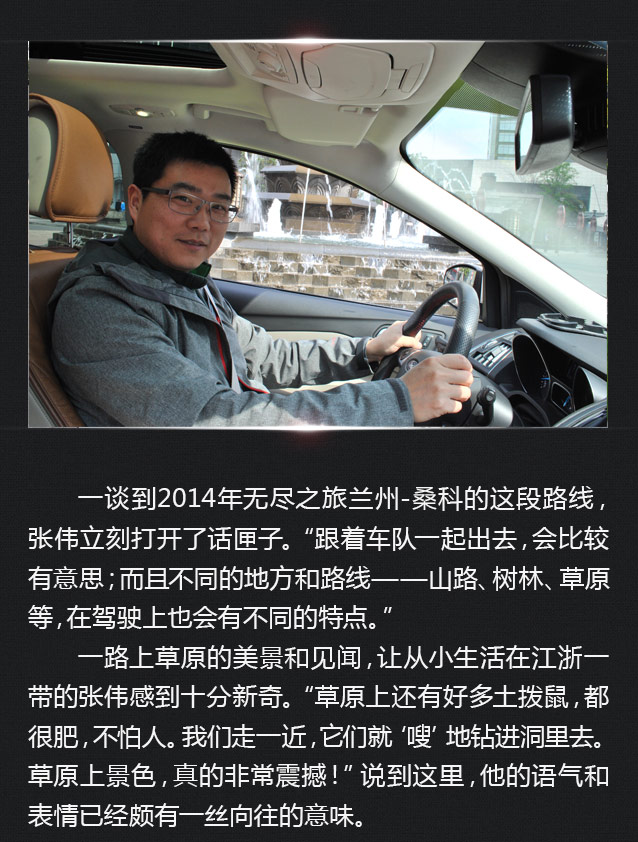 一谈到2014年无尽之旅兰州-桑科的这段路线，
张伟立刻打开了话匣子。“跟着车队一起出去，会比较
有意思；而且不同的地方和路线——山路、树林、草原
等，在驾驶上也会有不同的特点。”
一路上草原的美景和见闻，让从小生活在江浙一
带的张伟感到十分新奇。“草原上还有好多土拨鼠，都
很肥，不怕人。我们走一近，它们就‘嗖’地钻进洞里去。
草原上景色，真的非常震撼！”说到这里，他的语气和
表情已经颇有一丝向往的意味。